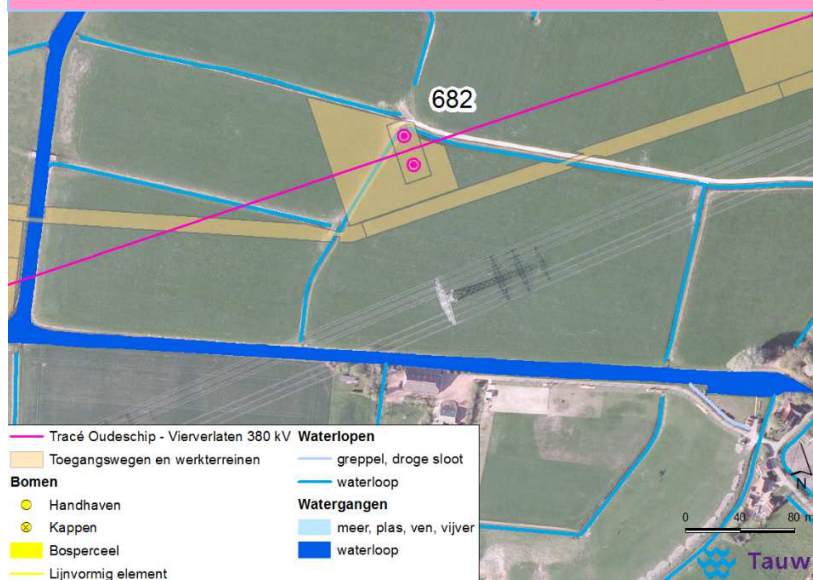 682
Tracé Oudeschip - Vierverlaten 380 kV
Toegangswegen en werkterreinen
Bomen
Handhaven
Kappen
Bosperceel
Lijnvormig element
Waterlopen
greppel, droge sloot
waterloop
Watergangen
meer, plas, ven, vijver
waterloop
N
0 40 80 m
Tauw